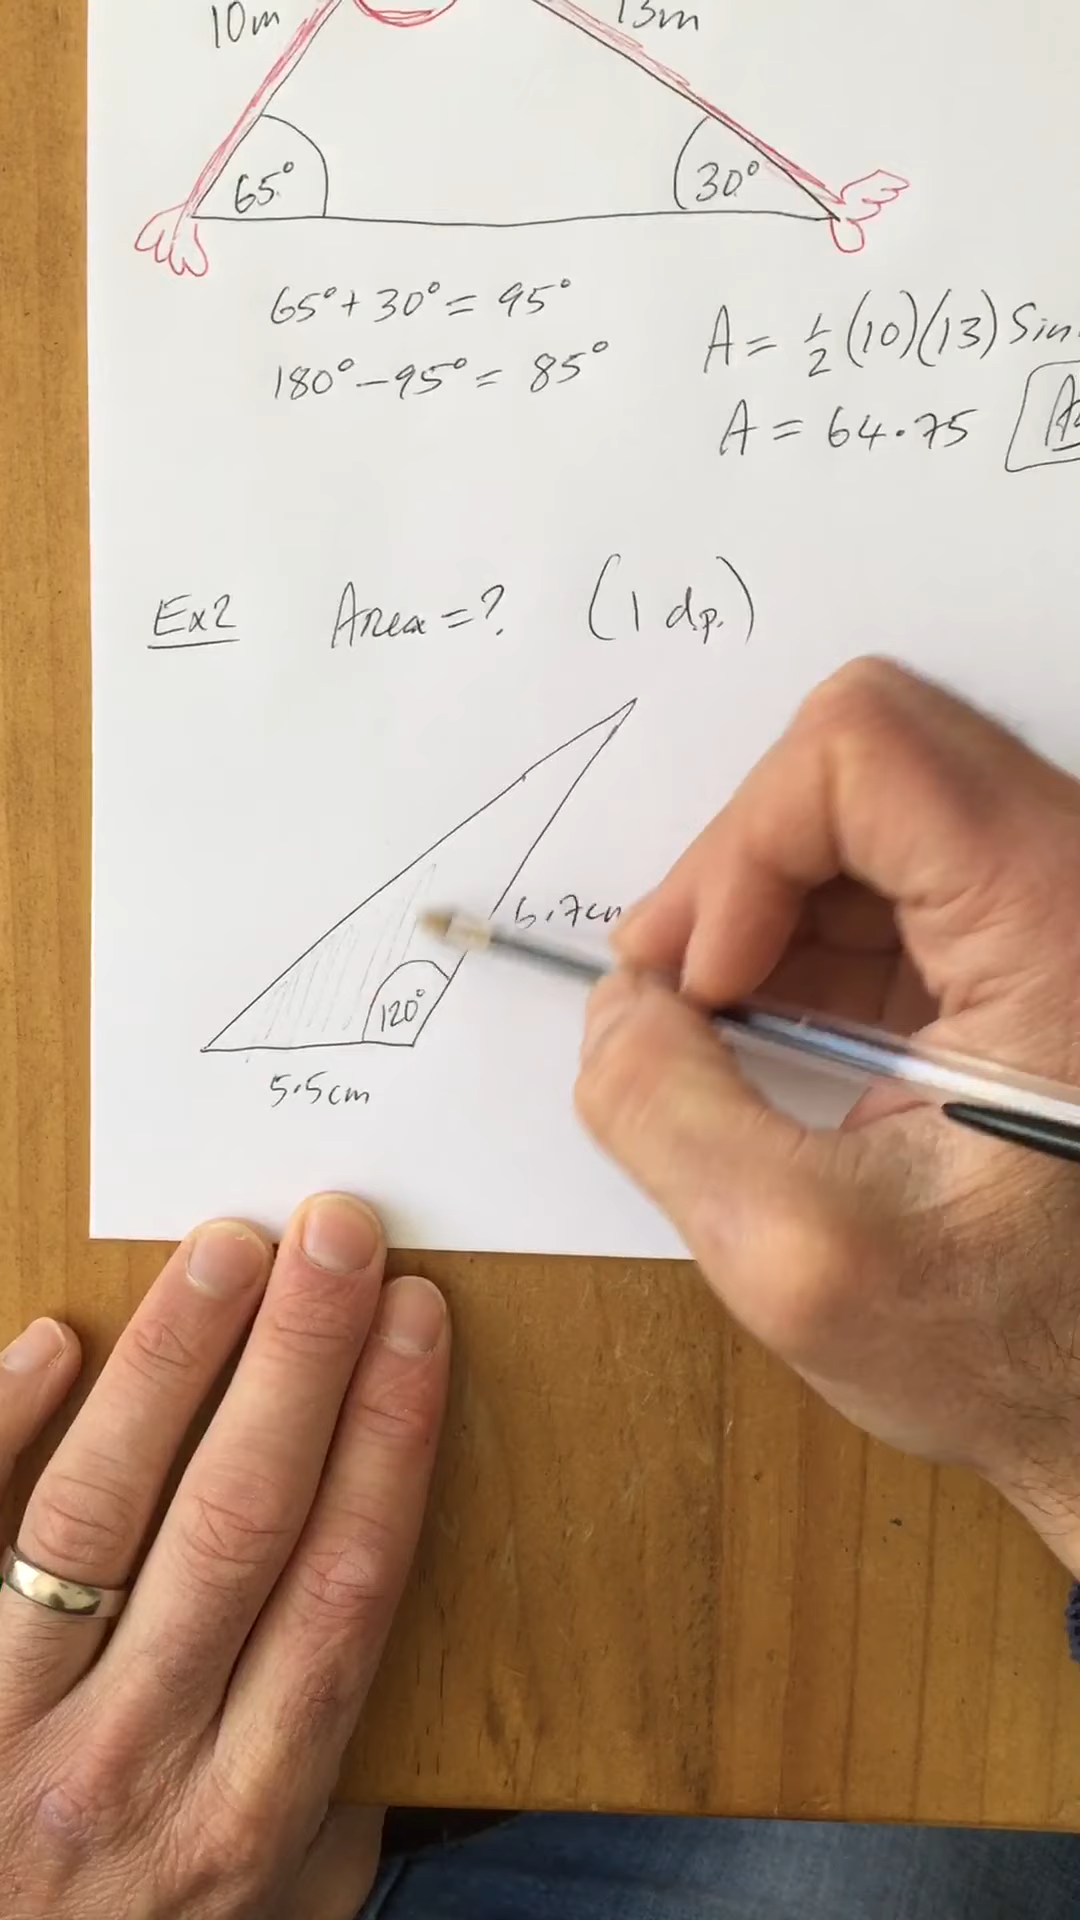 10m
13m
65°
30°
65°+30°= 95°
180°-95°= 85°
A= ½(10)(13) Sin
A = 64.75
Ex2 Area=? (1 d.p.)
120°
5.5cm